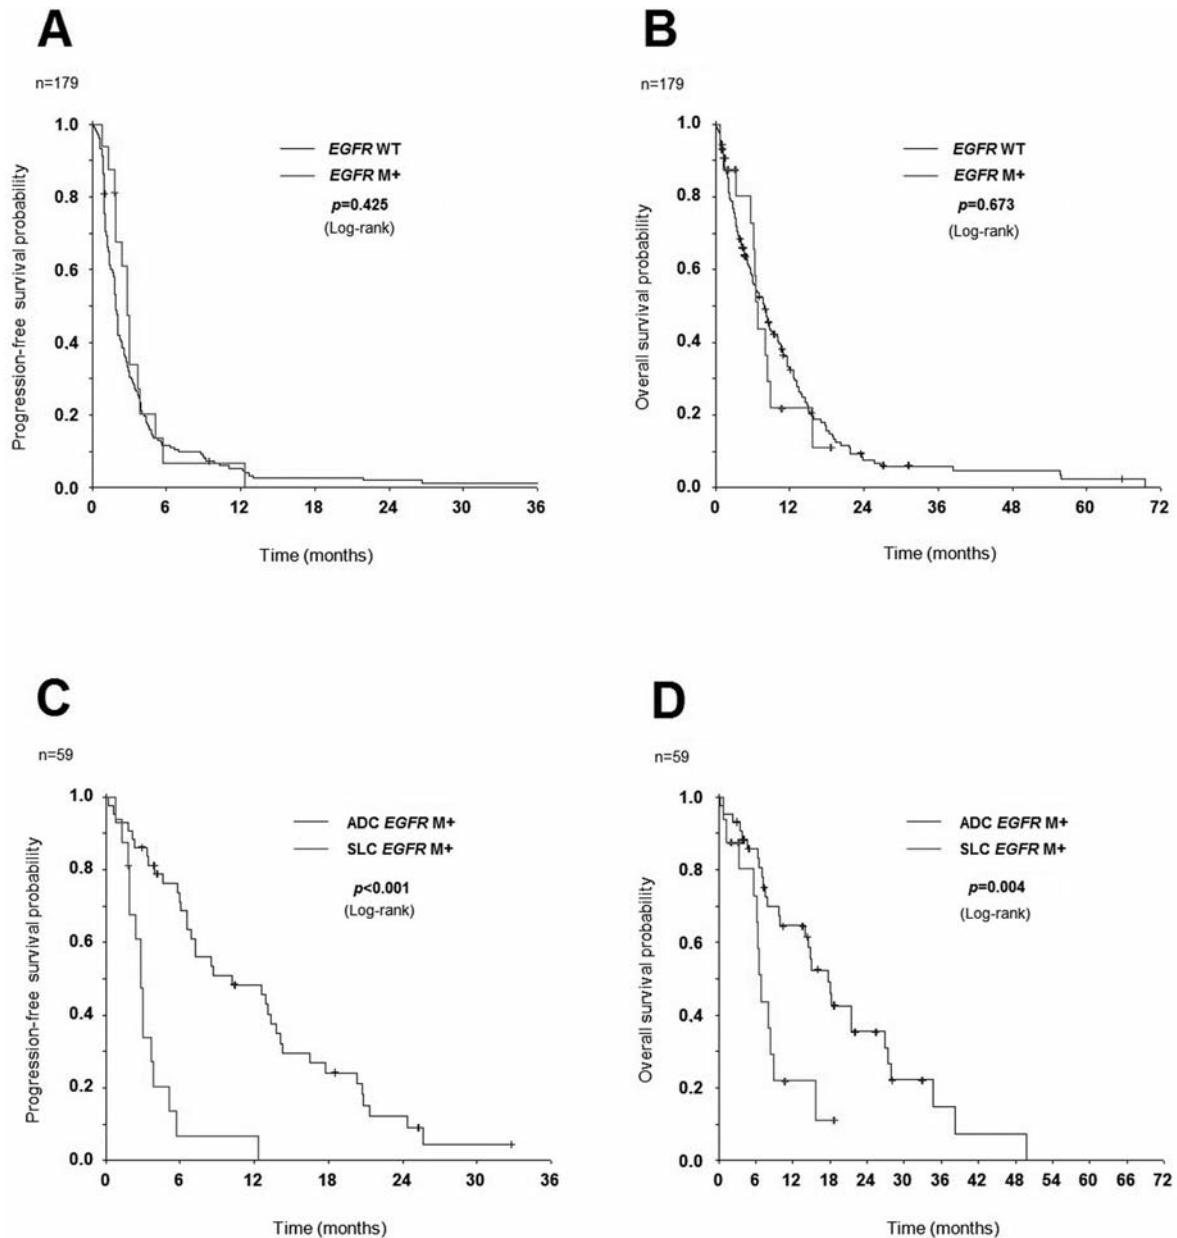 A
n=179
Progression-free survival probability
1.0
0.8
0.6
0.4
0.2
0.0
EGFR WT
EGFR M+
p=0.425
(Log-rank)
0 6 12 18 24 30 36
Time (months)
B
n=179
Overall survival probability
1.0
0.8
0.6
0.4
0.2
0.0
EGFR WT
EGFR M+
p=0.673
(Log-rank)
0 12 24 36 48 60 72
Time (months)
C
n=59
Progression-free survival probability
1.0
0.8
0.6
0.4
0.2
0.0
ADC EGFR M+
SLC EGFR M+
p<0.001
(Log-rank)
0 6 12 18 24 30 36
Time (months)
D
n=59
Overall survival probability
1.0
0.8
0.6
0.4
0.2
0.0
ADC EGFR M+
SLC EGFR M+
p=0.004
(Log-rank)
0 6 12 18 24 30 36 42 50 54 60 66 72
Time (months)